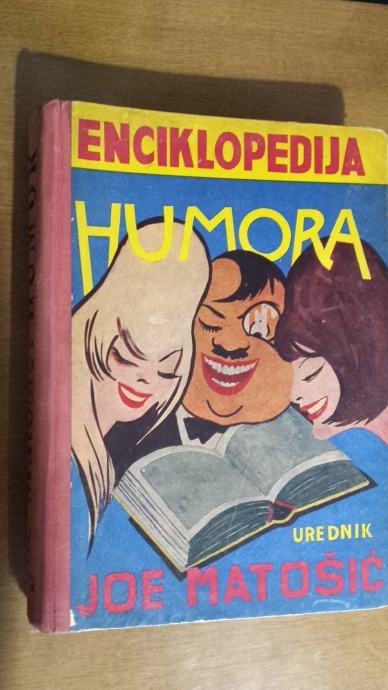 ENCIKLOPEDIJA
HUMORA
UREDNIK
JOE MATOŠIĆ